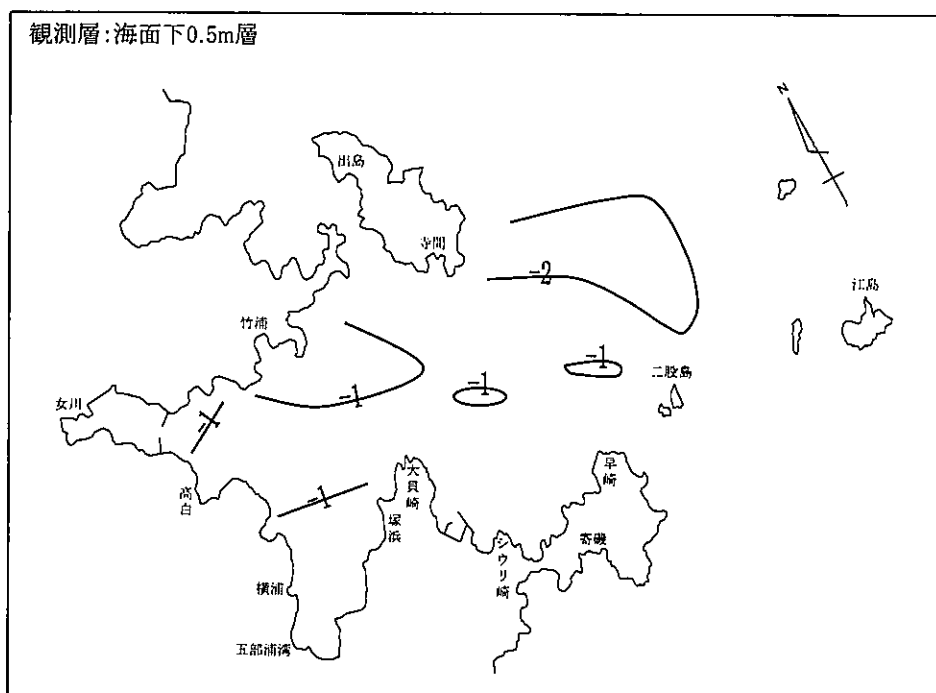 観測層:海面下0.5m層
N
出島
寺間
-2
江島
竹浦
-1
-1
-1
二股島
女川
-1
高白
-1
大貝崎
塚浜
早崎
寄磯
シウリ崎
横浦
五部浦湾